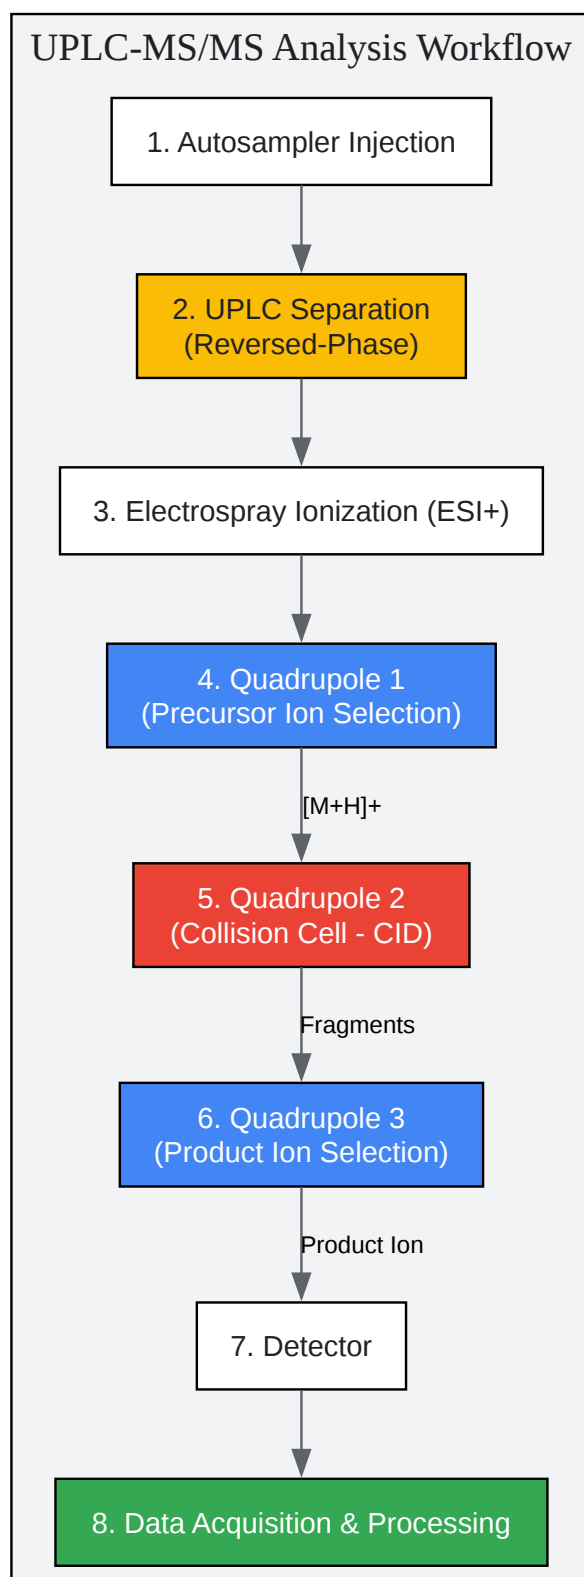 UPLC-MS/MS Analysis Workflow
1. Autosampler Injection
2. UPLC Separation
(Reversed-Phase)
3. Electrospray Ionization (ESI+)
4. Quadrupole 1
(Precursor Ion Selection)
[M+H]+
5. Quadrupole 2
(Collision Cell - CID)
Fragments
6. Quadrupole 3
(Product Ion Selection)
Product Ion
7. Detector
8. Data Acquisition & Processing